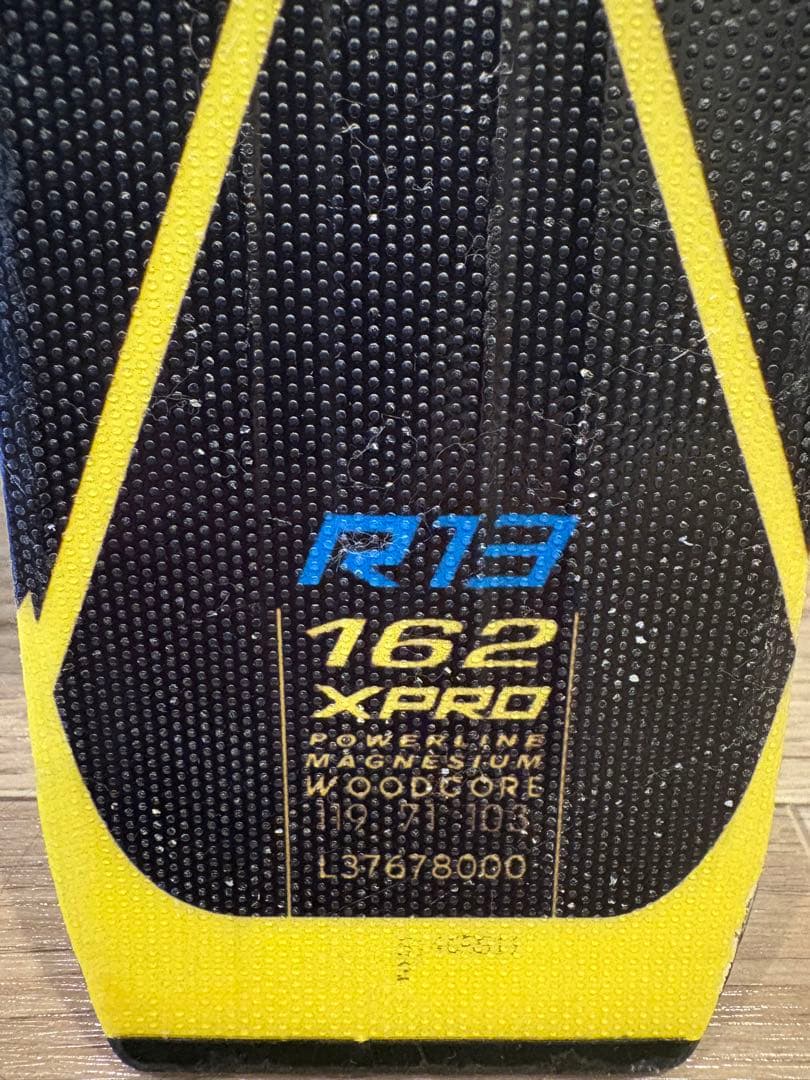 R13
162
XPRO
POWERLINE
MAGNESIUM
WOODCORE
119 71 103
L37678000